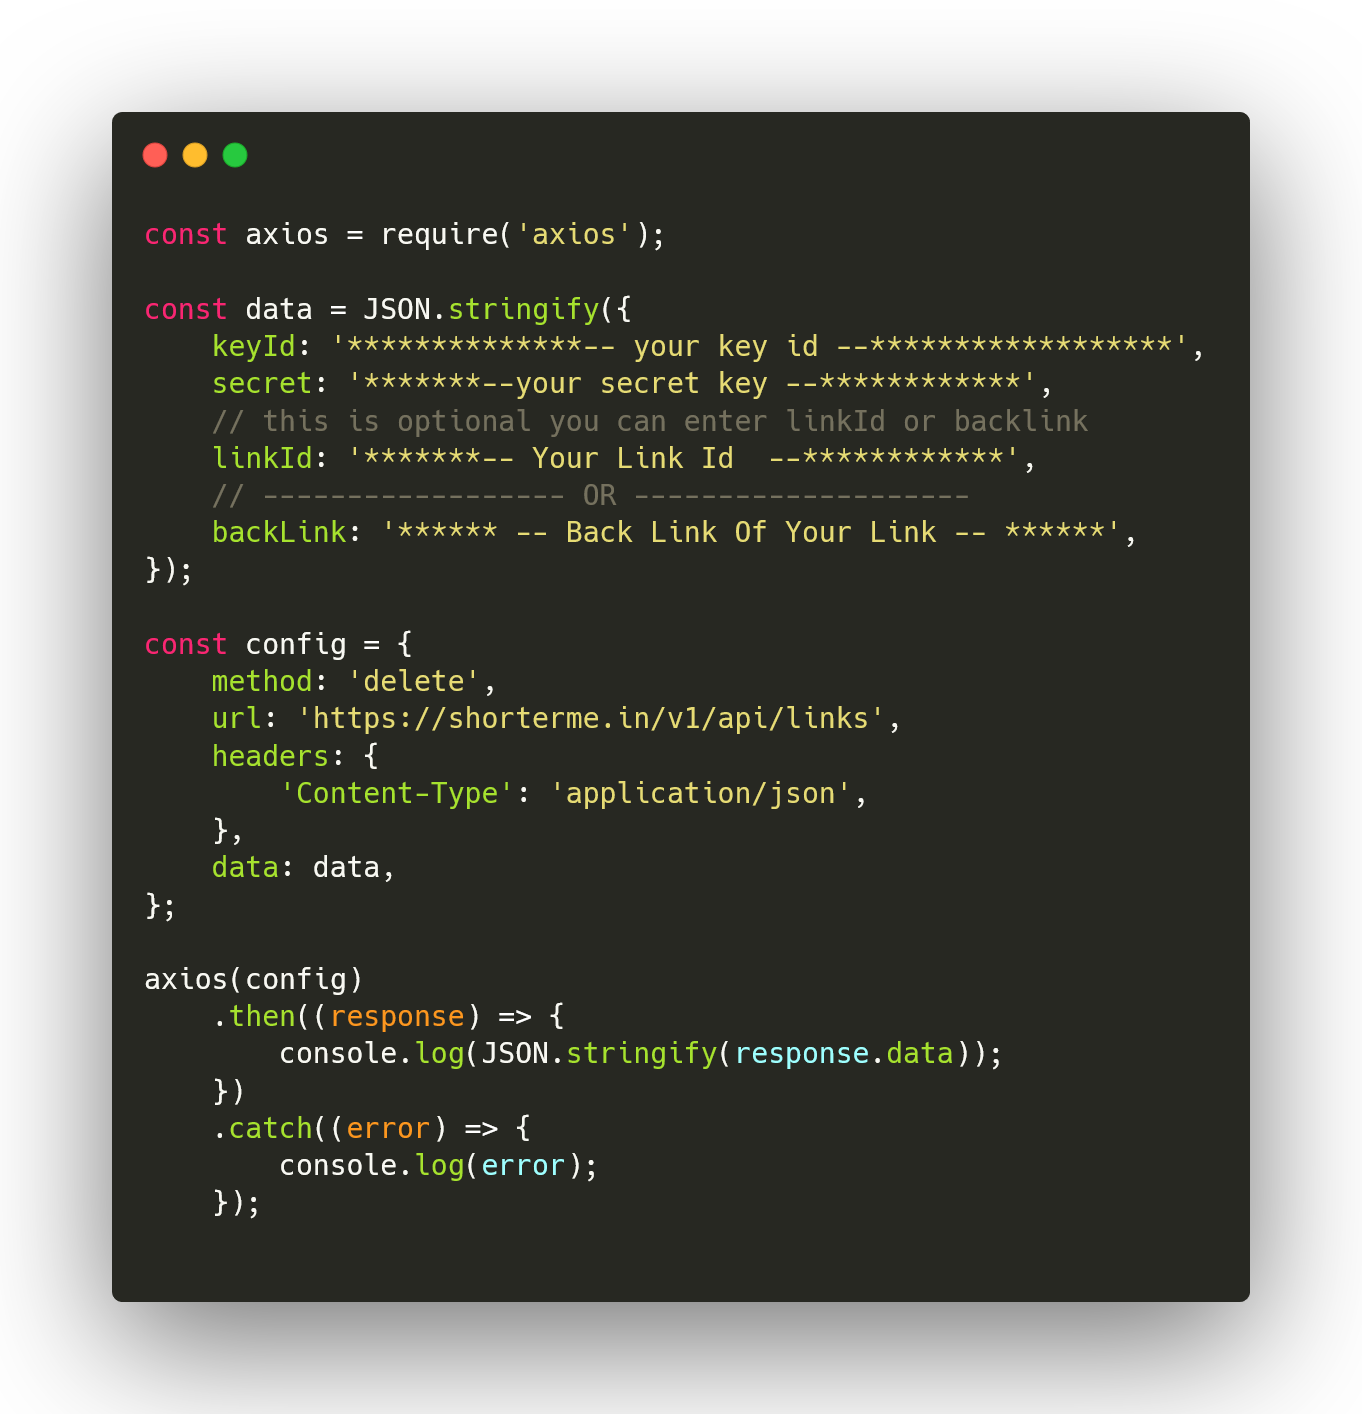 const axios = require('axios');

const data = JSON.stringify({
    keyId: '**************-- your key id --******************',
    secret: '*******--your secret key --************',
    // this is optional you can enter linkId or backlink
    linkId: '*******-- Your Link Id  --************',
    // ------------------ OR --------------------
    backLink: '****** -- Back Link Of Your Link -- ******',
});

const config = {
    method: 'delete',
    url: 'https://shorterme.in/v1/api/links',
    headers: {
        'Content-Type': 'application/json',
    },
    data: data,
};

axios(config)
    .then((response) => {
        console.log(JSON.stringify(response.data));
    })
    .catch((error) => {
        console.log(error);
    });